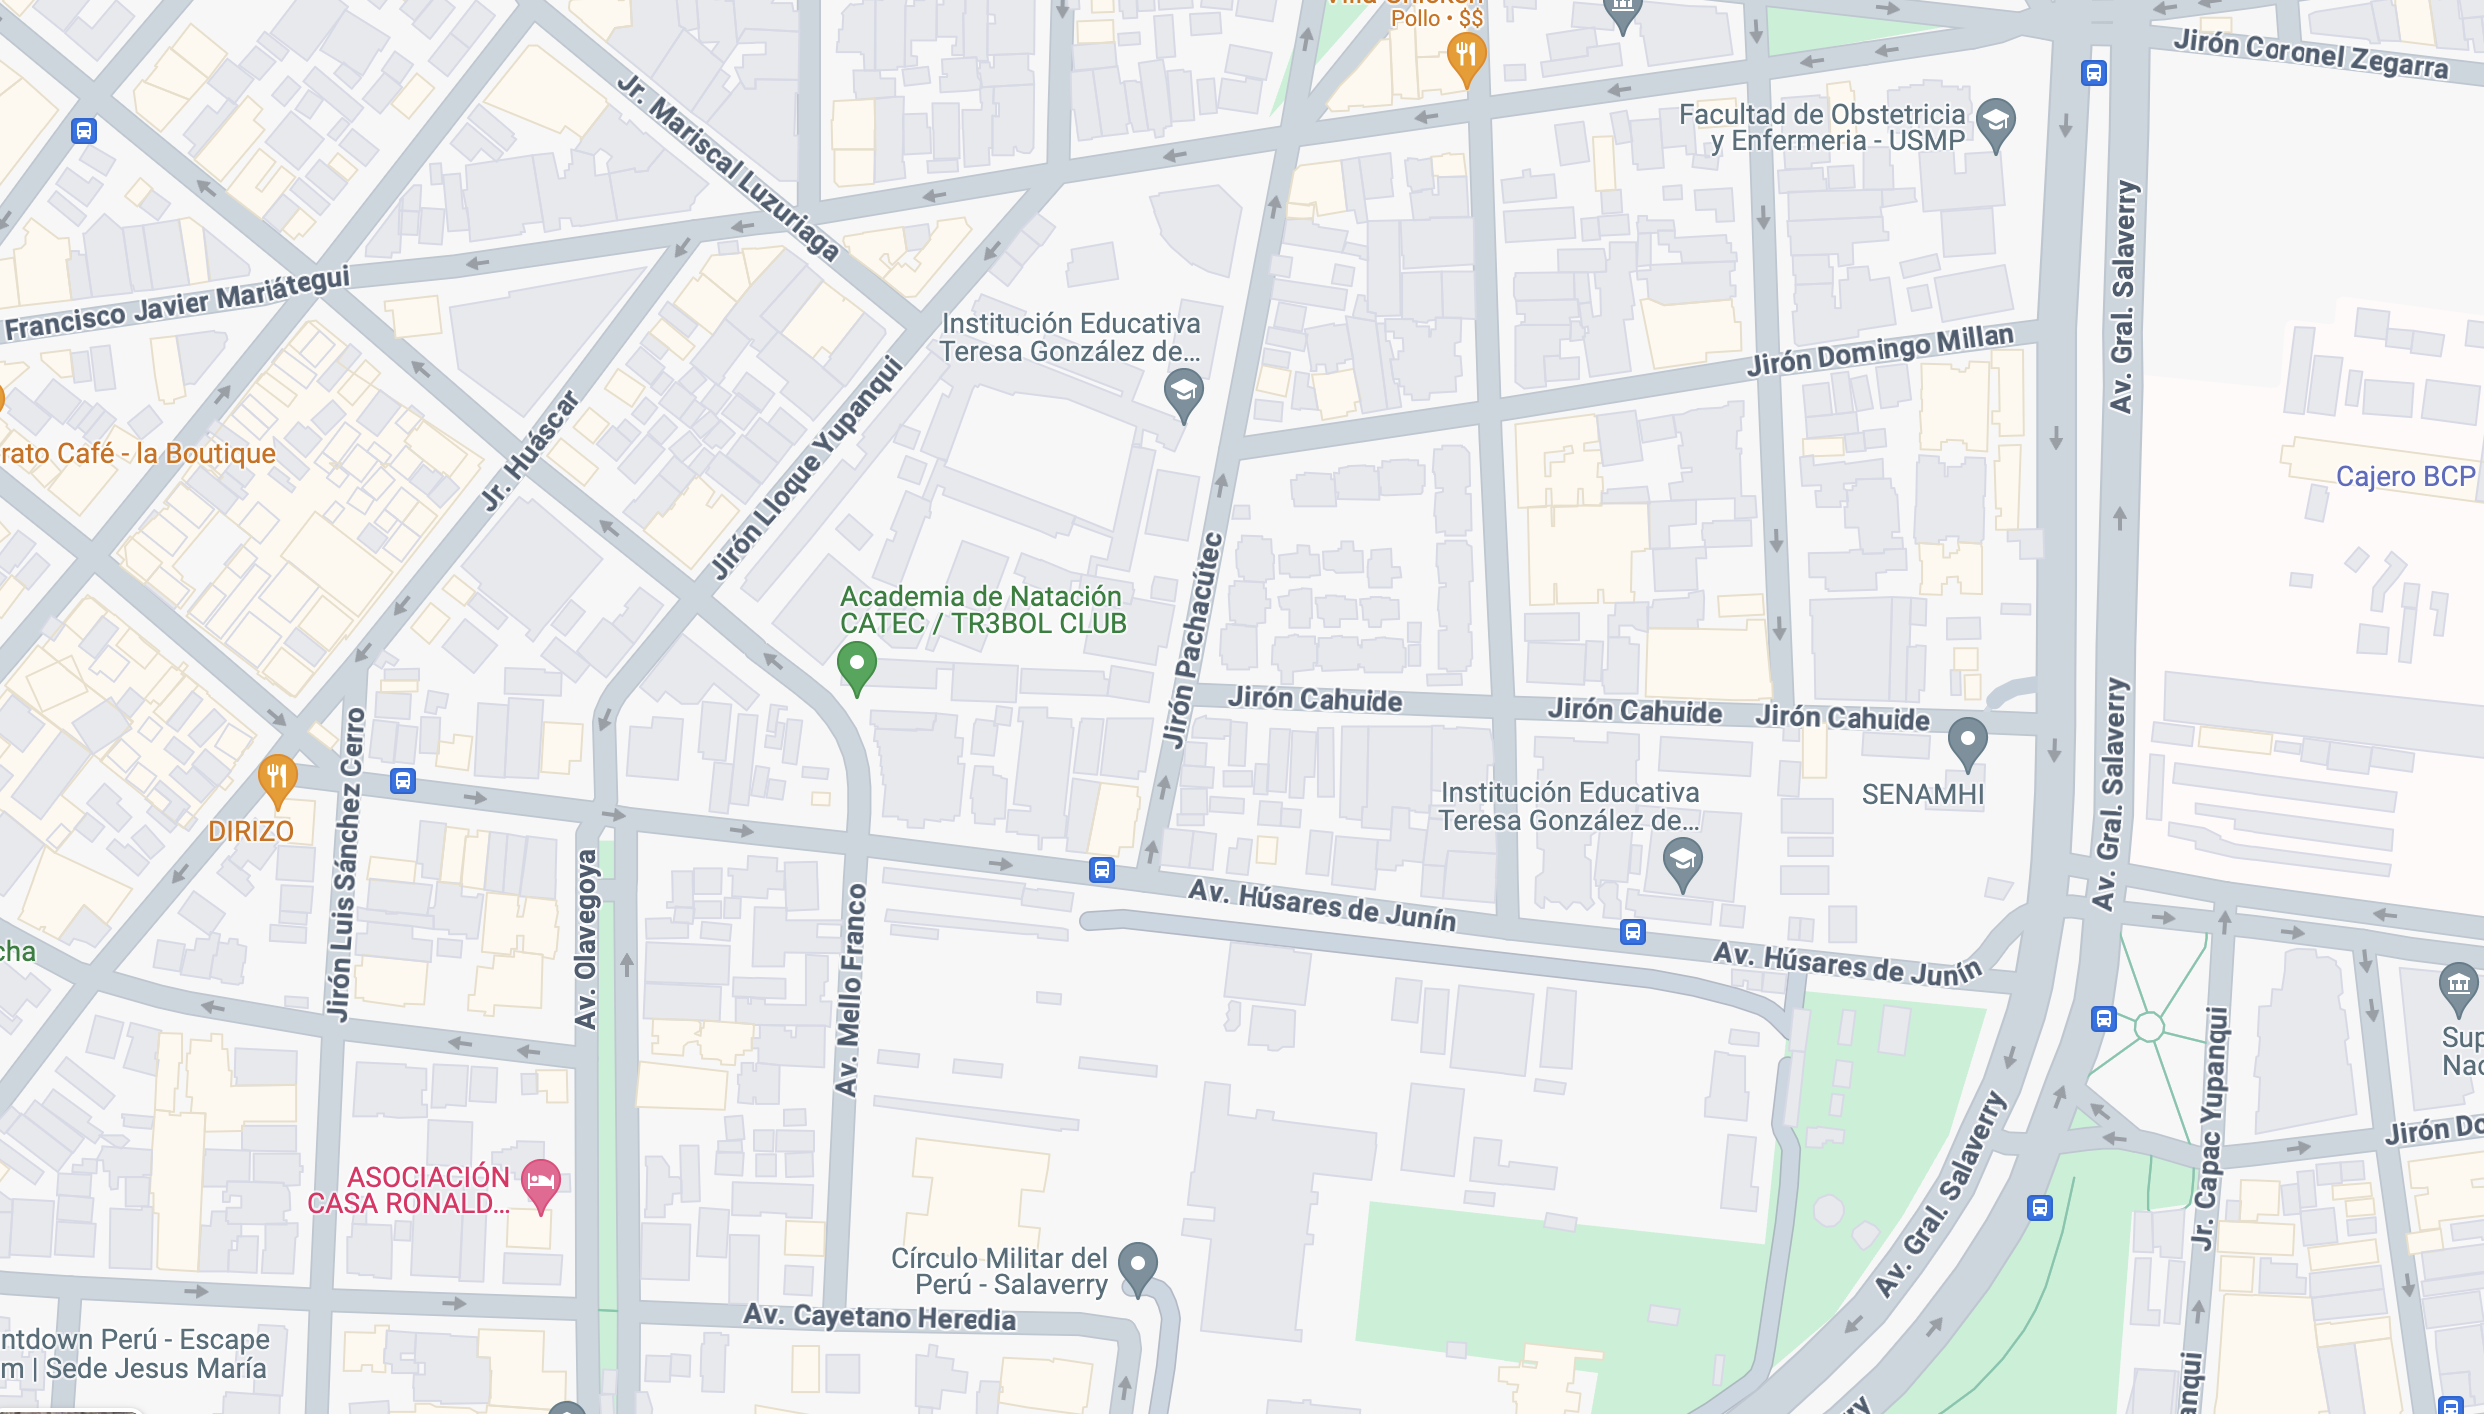 Pollo • $$
Jirón Coronel Zegarra
Jr. Mariscal Luzuriaga
Facultad de Obstetricia
y Enfermeria - USMP
Av. Gral. Salaverry
Francisco Javier Mariátegui
Institución Educativa
Teresa González de...
Jirón Domingo Millan
Jirón Lloque Yupanqui
Jr. Huáscar
rato Café - la Boutique
Cajero BCP
Academia de Natación
CATEC / TR3BOL CLUB
Jirón Pachacútec
Jirón Cahuide
Jirón Cahuide
Jirón Cahuide
Av. Gral. Salaverry
Jirón Luis Sánchez Cerro
SENAMHI
Institución Educativa
Teresa González de...
DIRIZO
Av. Olavegoya
Av. Mello Franco
Av. Húsares de Junín
Av. Húsares de Junín
cha
Sup
Nac
Jr. Capac Yupanqui
Jirón Do
Av. Gral. Salaverry
ASOCIACIÓN
CASA RONALD...
Círculo Militar del
Perú - Salaverry
Av. Cayetano Heredia
ntdown Perú - Escape
m | Sede Jesus María
anqui
ry